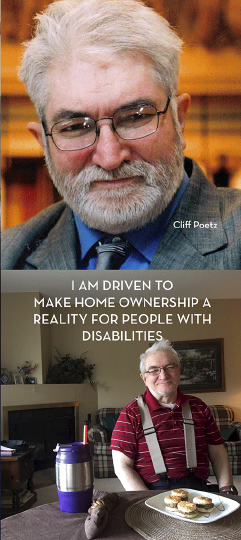 Cliff Poetz
I AM DRIVEN TO
MAKE HOME OWNERSHIP A
REALITY FOR PEOPLE WITH
DISABILITIES